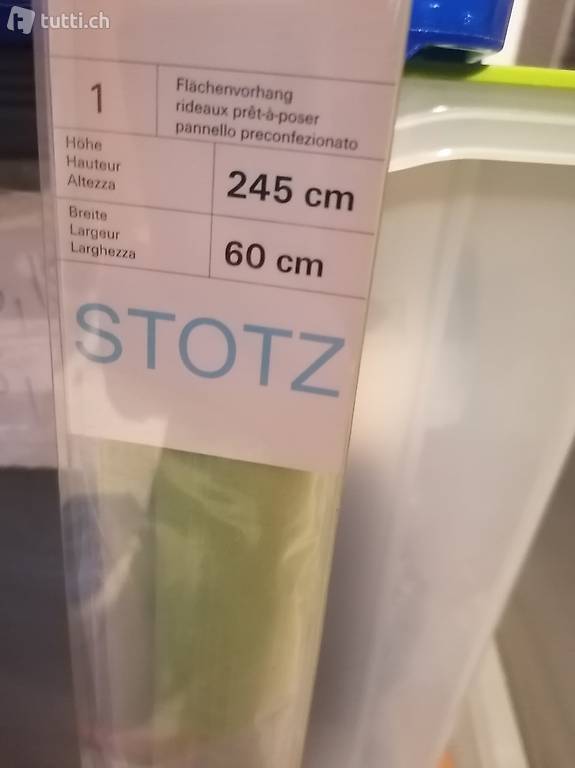 tutti.ch
1
Flächenvorhang
rideaux prêt-à-poser
pannello preconfezionato
Höhe
Hauteur
Altezza
245 cm
Breite
Largeur
Larghezza
60 cm
STOTZ